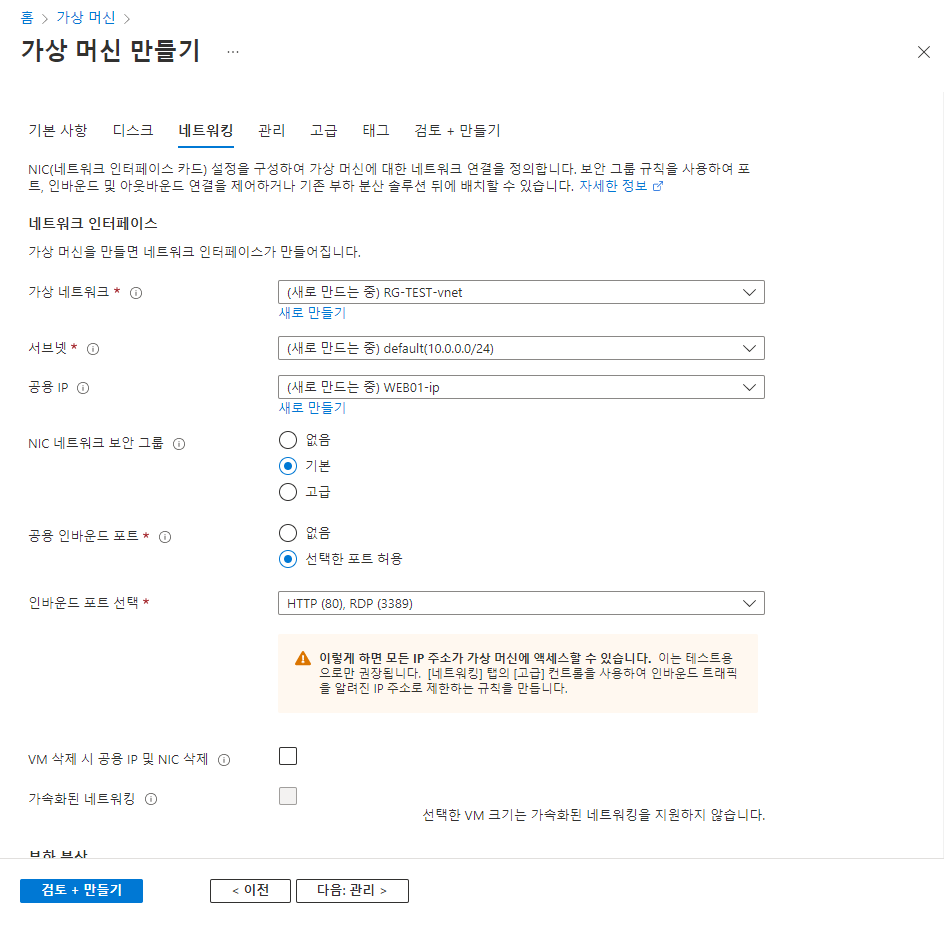 홈 > 가상 머신 >
가상 머신 만들기 ...
기본 사항 디스크 네트워킹 관리 고급 태그 검토 + 만들기
NIC(네트워크 인터페이스 카드) 설정을 구성하여 가상 머신에 대한 네트워크 연결을 정의합니다. 보안 그룹 규칙을 사용하여 포
트, 인바운드 및 아웃바운드 연결을 제어하거나 기존 부하 분산 솔루션 뒤에 배치할 수 있습니다. 자세한 정보
네트워크 인터페이스
가상 머신을 만들면 네트워크 인터페이스가 만들어집니다.
가상 네트워크 * (새로 만드는 중) RG-TEST-vnet
새로 만들기
서브넷 * (새로 만드는 중) default(10.0.0.0/24)
공용 IP (새로 만드는 중) WEB01-ip
새로 만들기
NIC 네트워크 보안 그룹 없음
기본
고급
공용 인바운드 포트 * 없음
선택한 포트 허용
인바운드 포트 선택 * HTTP (80), RDP (3389)
이렇게 하면 모든 IP 주소가 가상 머신에 액세스할 수 있습니다. 이는 테스트용
으로만 권장됩니다. [네트워킹] 탭의 [고급] 컨트롤을 사용하여 인바운드 트래픽
을 알려진 IP 주소로 제한하는 규칙을 만듭니다.
VM 삭제 시 공용 IP 및 NIC 삭제
가속화된 네트워킹
선택한 VM 크기는 가속화된 네트워킹을 지원하지 않습니다.
부하 분산
검토 + 만들기 < 이전 다음: 관리 >